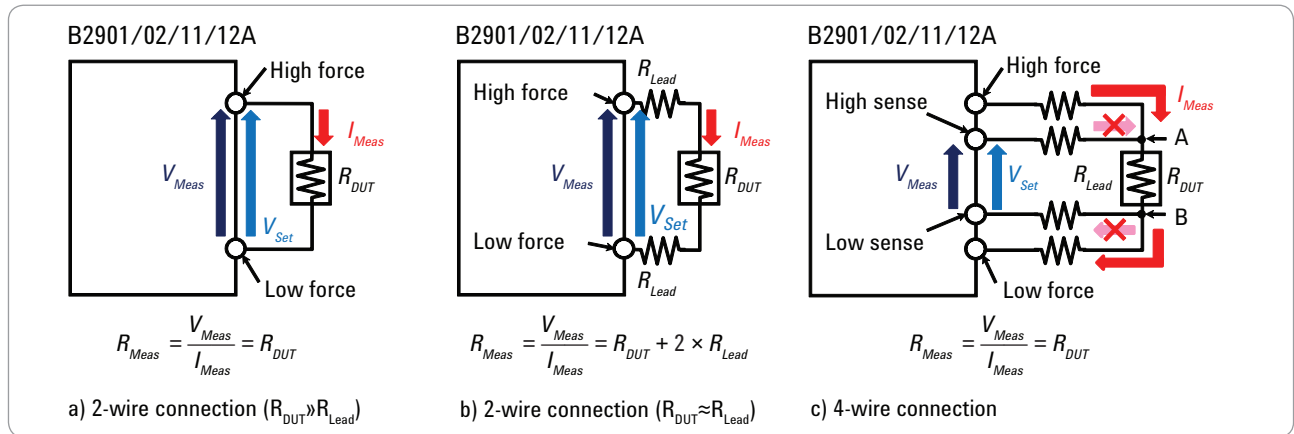 B2901/02/11/12A
High force
I_Meas
V_Meas
R_DUT
V_Set
Low force
R_Meas = V_Meas / I_Meas = R_DUT
a) 2-wire connection (R_DUT»R_Lead)
B2901/02/11/12A
R_Lead
High force
I_Meas
V_Meas
R_DUT
V_Set
Low force
R_Lead
R_Meas = V_Meas / I_Meas = R_DUT + 2 × R_Lead
b) 2-wire connection (R_DUT≈R_Lead)
B2901/02/11/12A
High force
I_Meas
High sense
A
V_Meas
V_Set
R_Lead
R_DUT
B
Low sense
Low force
R_Meas = V_Meas / I_Meas = R_DUT
c) 4-wire connection